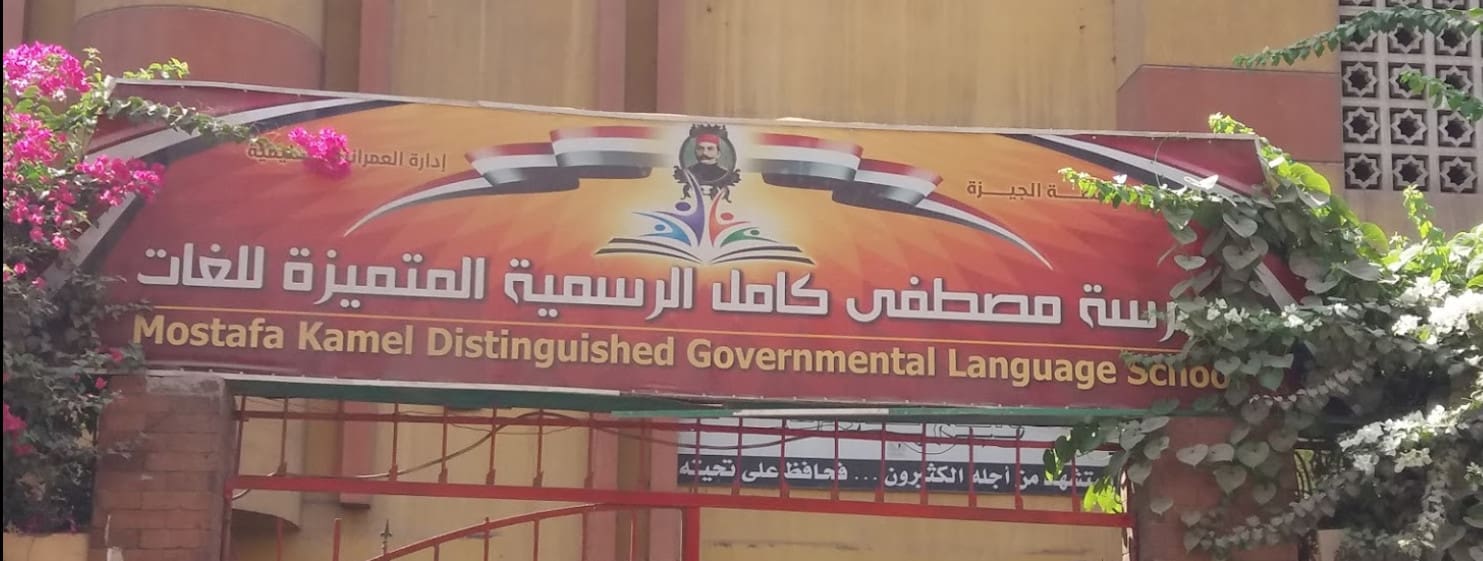 الجيزة
إدارة العمرانية
مدرسة مصطفى كامل الرسمية المتميزة للغات
Mostafa Kamel Distinguished Governmental Language School
من أجله الكثيرون ... فحافظ على تحيته